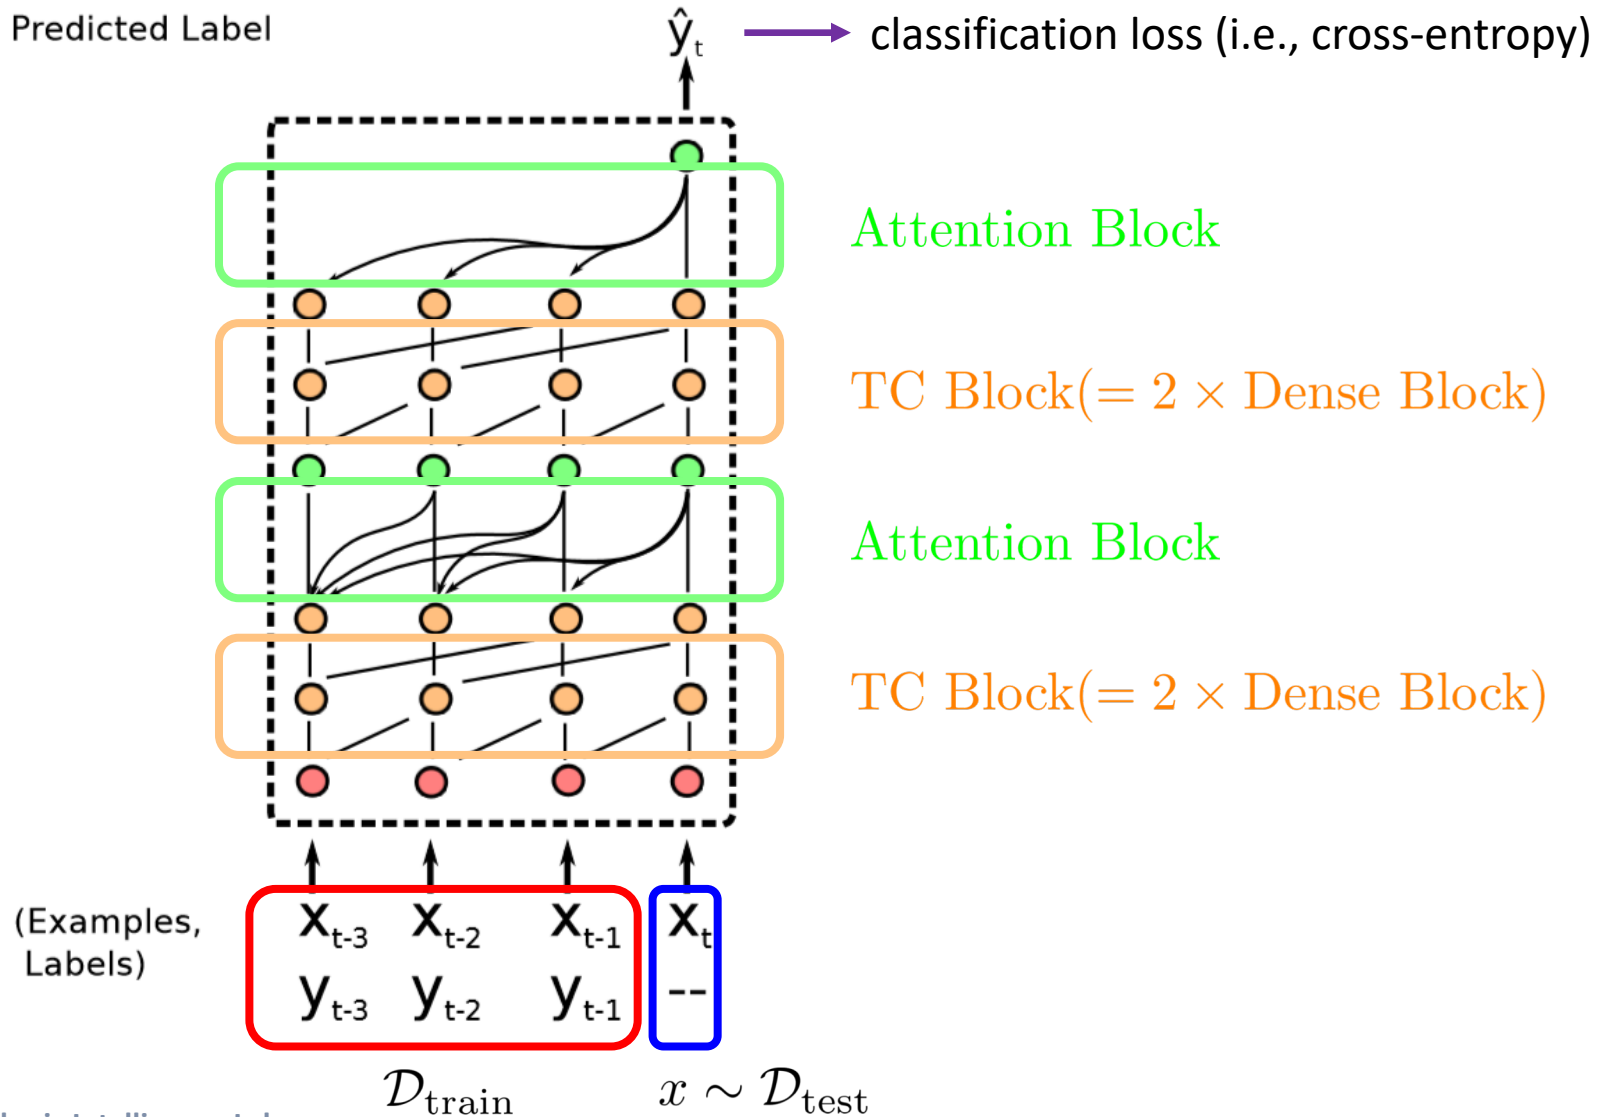 Predicted Label
ŷt → classification loss (i.e., cross-entropy)
Attention Block
TC Block(= 2 × Dense Block)
Attention Block
TC Block(= 2 × Dense Block)
(Examples,
Labels)
xt-3 xt-2 xt-1 xt
yt-3 yt-2 yt-1 --
𝒟train x ∼ 𝒟test